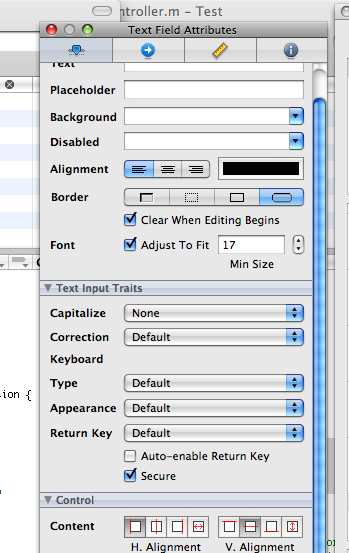 ntroller.m – Test
Text Field Attributes
Text
Placeholder
Background
Disabled
Alignment
Border
Clear When Editing Begins
Font Adjust To Fit 17
Min Size
Text Input Traits
Capitalize None
Correction Default
Keyboard
Type Default
Appearance Default
Return Key Default
Auto-enable Return Key
Secure
Control
Content
H. Alignment V. Alignment
sion {